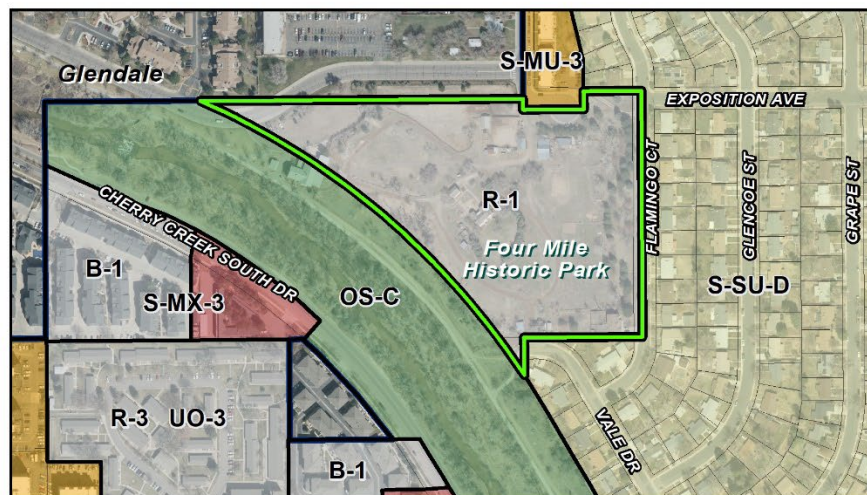 Glendale
S-MU-3
EXPOSITION AVE
R-1
FLAMINGO CT
GLENCOE ST
GRAPE ST
CHERRY CREEK SOUTH DR
Four Mile
Historic Park
B-1
S-MX-3
OS-C
S-SU-D
R-3 UO-3
VALE DR
B-1